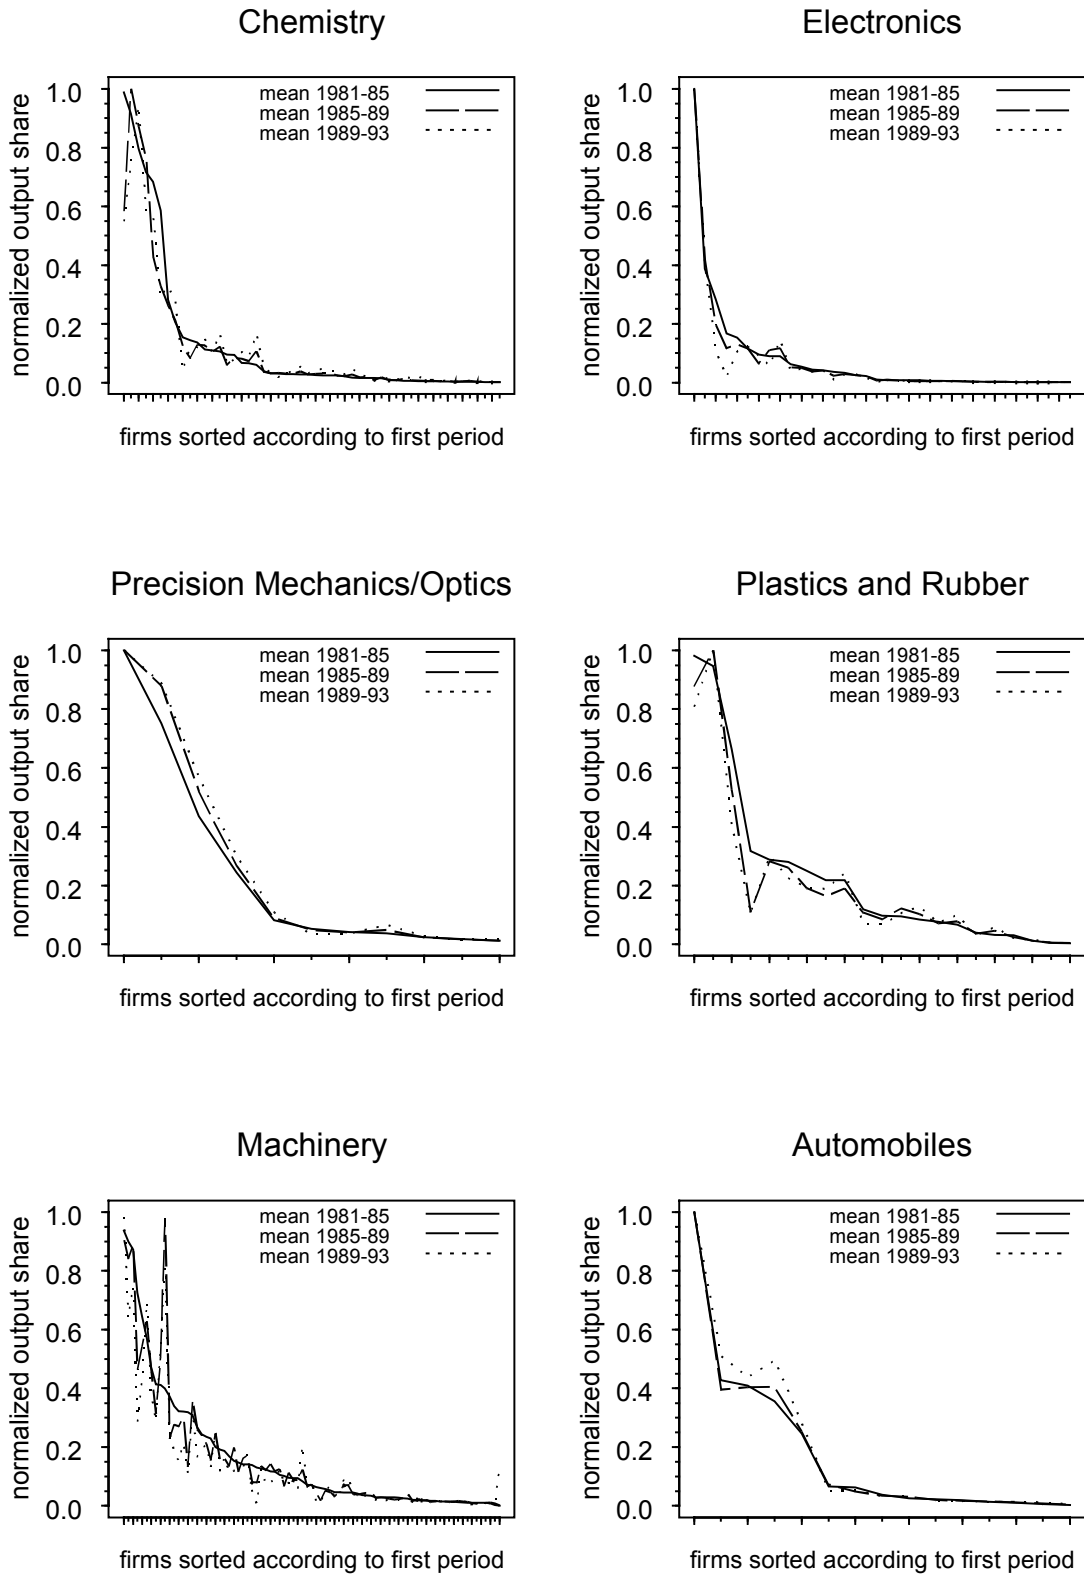 Chemistry
normalized output share
1.0
0.8
0.6
0.4
0.2
0.0
mean 1981-85
mean 1985-89
mean 1989-93
firms sorted according to first period
Electronics
normalized output share
1.0
0.8
0.6
0.4
0.2
0.0
mean 1981-85
mean 1985-89
mean 1989-93
firms sorted according to first period
Precision Mechanics/Optics
normalized output share
1.0
0.8
0.6
0.4
0.2
0.0
mean 1981-85
mean 1985-89
mean 1989-93
firms sorted according to first period
Plastics and Rubber
normalized output share
1.0
0.8
0.6
0.4
0.2
0.0
mean 1981-85
mean 1985-89
mean 1989-93
firms sorted according to first period
Machinery
normalized output share
1.0
0.8
0.6
0.4
0.2
0.0
mean 1981-85
mean 1985-89
mean 1989-93
firms sorted according to first period
Automobiles
normalized output share
1.0
0.8
0.6
0.4
0.2
0.0
mean 1981-85
mean 1985-89
mean 1989-93
firms sorted according to first period